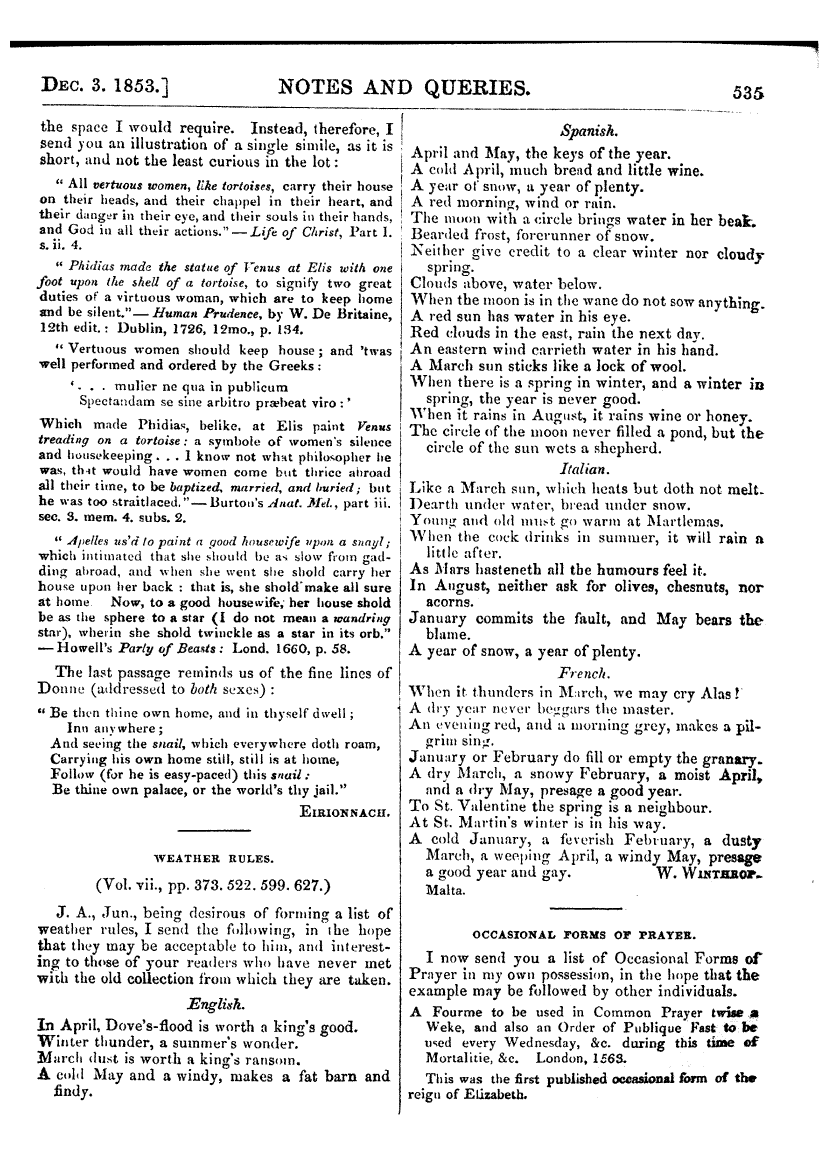 DEC. 3. 1853.]
NOTES AND QUERIES.
535
the space I would require. Instead, therefore, I
send you an illustration of a single simile, as it is
short, and not the least curious in the lot :
" All vertuous women, like tortoises, carry their house
on their heads, and their chappel in their heart, and
their danger in their eye, and their souls in their hands,
and God in all their actions." — Life of Christ, Part I.
s. ii. 4.
" Phidias made the statue of Venus at Elis with one
foot upon the shell of a tortoise, to signify two great
duties of a virtuous woman, which are to keep home
and be silent."— Human Prudence, by W. De Britaine,
12th edit. : Dublin, 1726, 12mo., p. 134.
" Vertuous women should keep house ; and 'twas
well performed and ordered by the Greeks :
' . . . mulier ne qua in publicum
Spectandam se sine arbitro præbeat viro : '
Which made Phidias, belike, at Elis paint Venus
treading on a tortoise : a symbole of women's silence
and housekeeping . . . I know not what philosopher he
was, that would have women come but thrice abroad
all their time, to be baptized, married, and buried ; but
he was too straitlaced."— Burton's Anat. Mel., part iii.
sec. 3. mem. 4. subs. 2.
" Apelles us'd to paint a good housewife upon a snayl ;
which intimated that she should be as slow from gad-
ding abroad, and when she went she shold carry her
house upon her back : that is, she shold make all sure
at home. Now, to a good housewife, her house shold
be as the sphere to a star (I do not mean a wandring
star), wherin she shold twinckle as a star in its orb."
— Howell's Parly of Beasts : Lond. 1660, p. 58.
The last passage reminds us of the fine lines of
Donne (addressed to both sexes) :
" Be then thine own home, and in thyself dwell ;
Inn anywhere ;
And seeing the snail, which everywhere doth roam,
Carrying his own home still, still is at home,
Follow (for he is easy-paced) this snail :
Be thine own palace, or the world's thy jail."
EIRIONNACH.
WEATHER RULES.
(Vol. vii., pp. 373. 522. 599. 627.)
J. A., Jun., being desirous of forming a list of
weather rules, I send the following, in the hope
that they may be acceptable to him, and interest-
ing to those of your readers who have never met
with the old collection from which they are taken.
English.
In April, Dove's-flood is worth a king's good.
Winter thunder, a summer's wonder.
March dust is worth a king's ransom.
A cold May and a windy, makes a fat barn and
findy.
Spanish.
April and May, the keys of the year.
A cold April, much bread and little wine.
A year of snow, a year of plenty.
A red morning, wind or rain.
The moon with a circle brings water in her beak.
Bearded frost, forerunner of snow.
Neither give credit to a clear winter nor cloudy
spring.
Clouds above, water below.
When the moon is in the wane do not sow anything.
A red sun has water in his eye.
Red clouds in the east, rain the next day.
An eastern wind carrieth water in his hand.
A March sun sticks like a lock of wool.
When there is a spring in winter, and a winter in
spring, the year is never good.
When it rains in August, it rains wine or honey.
The circle of the moon never filled a pond, but the
circle of the sun wets a shepherd.
Italian.
Like a March sun, which heats but doth not melt.
Dearth under water, bread under snow.
Young and old must go warm at Martlemas.
When the cock drinks in summer, it will rain a
little after.
As Mars hasteneth all the humours feel it.
In August, neither ask for olives, chesnuts, nor
acorns.
January commits the fault, and May bears the
blame.
A year of snow, a year of plenty.
French.
When it thunders in March, we may cry Alas !
A dry year never beggars the master.
An evening red, and a morning grey, makes a pil-
grim sing.
January or February do fill or empty the granary.
A dry March, a snowy February, a moist April,
and a dry May, presage a good year.
To St. Valentine the spring is a neighbour.
At St. Martin's winter is in his way.
A cold January, a feverish February, a dusty
March, a weeping April, a windy May, presage
a good year and gay. W. WINTHROP.
Malta.
OCCASIONAL FORMS OF PRAYER.
I now send you a list of Occasional Forms of
Prayer in my own possession, in the hope that the
example may be followed by other individuals.
A Fourme to be used in Common Prayer twise a
Weke, and also an Order of Publique Fast to be
used every Wednesday, &c. during this time of
Mortalitie, &c. London, 1563.
This was the first published occasional form of the
reign of Elizabeth.